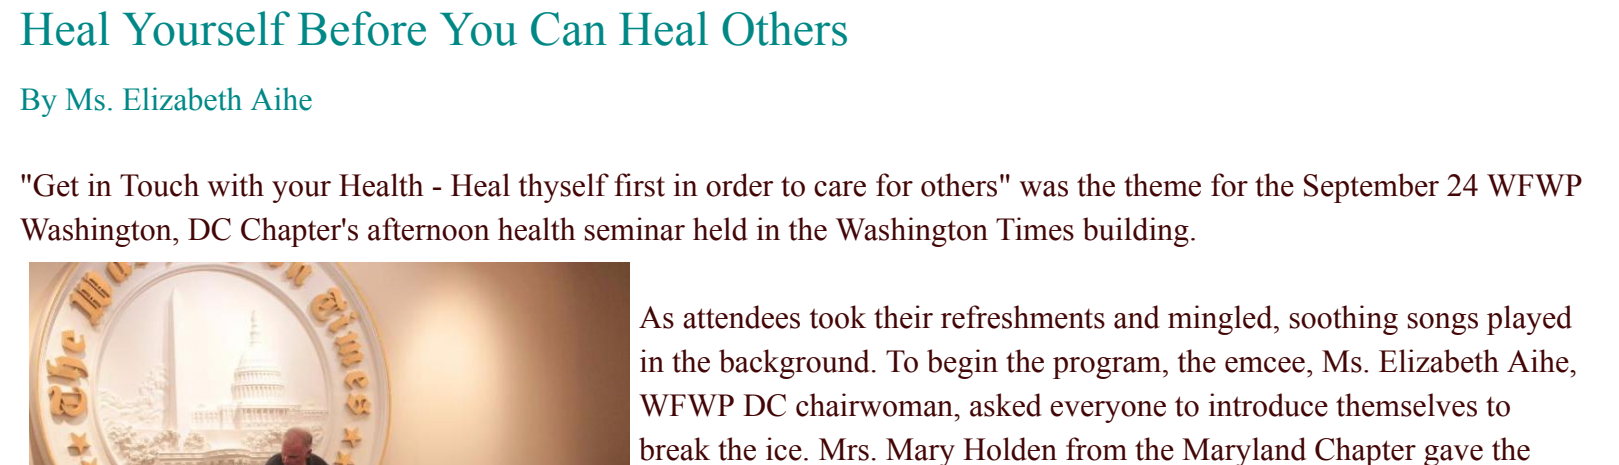 Heal Yourself Before You Can Heal Others
By Ms. Elizabeth Aihe
"Get in Touch with your Health - Heal thyself first in order to care for others" was the theme for the September 24 WFWP
Washington, DC Chapter's afternoon health seminar held in the Washington Times building.
The Washington Times
As attendees took their refreshments and mingled, soothing songs played
in the background. To begin the program, the emcee, Ms. Elizabeth Aihe,
WFWP DC chairwoman, asked everyone to introduce themselves to
break the ice. Mrs. Mary Holden from the Maryland Chapter gave the